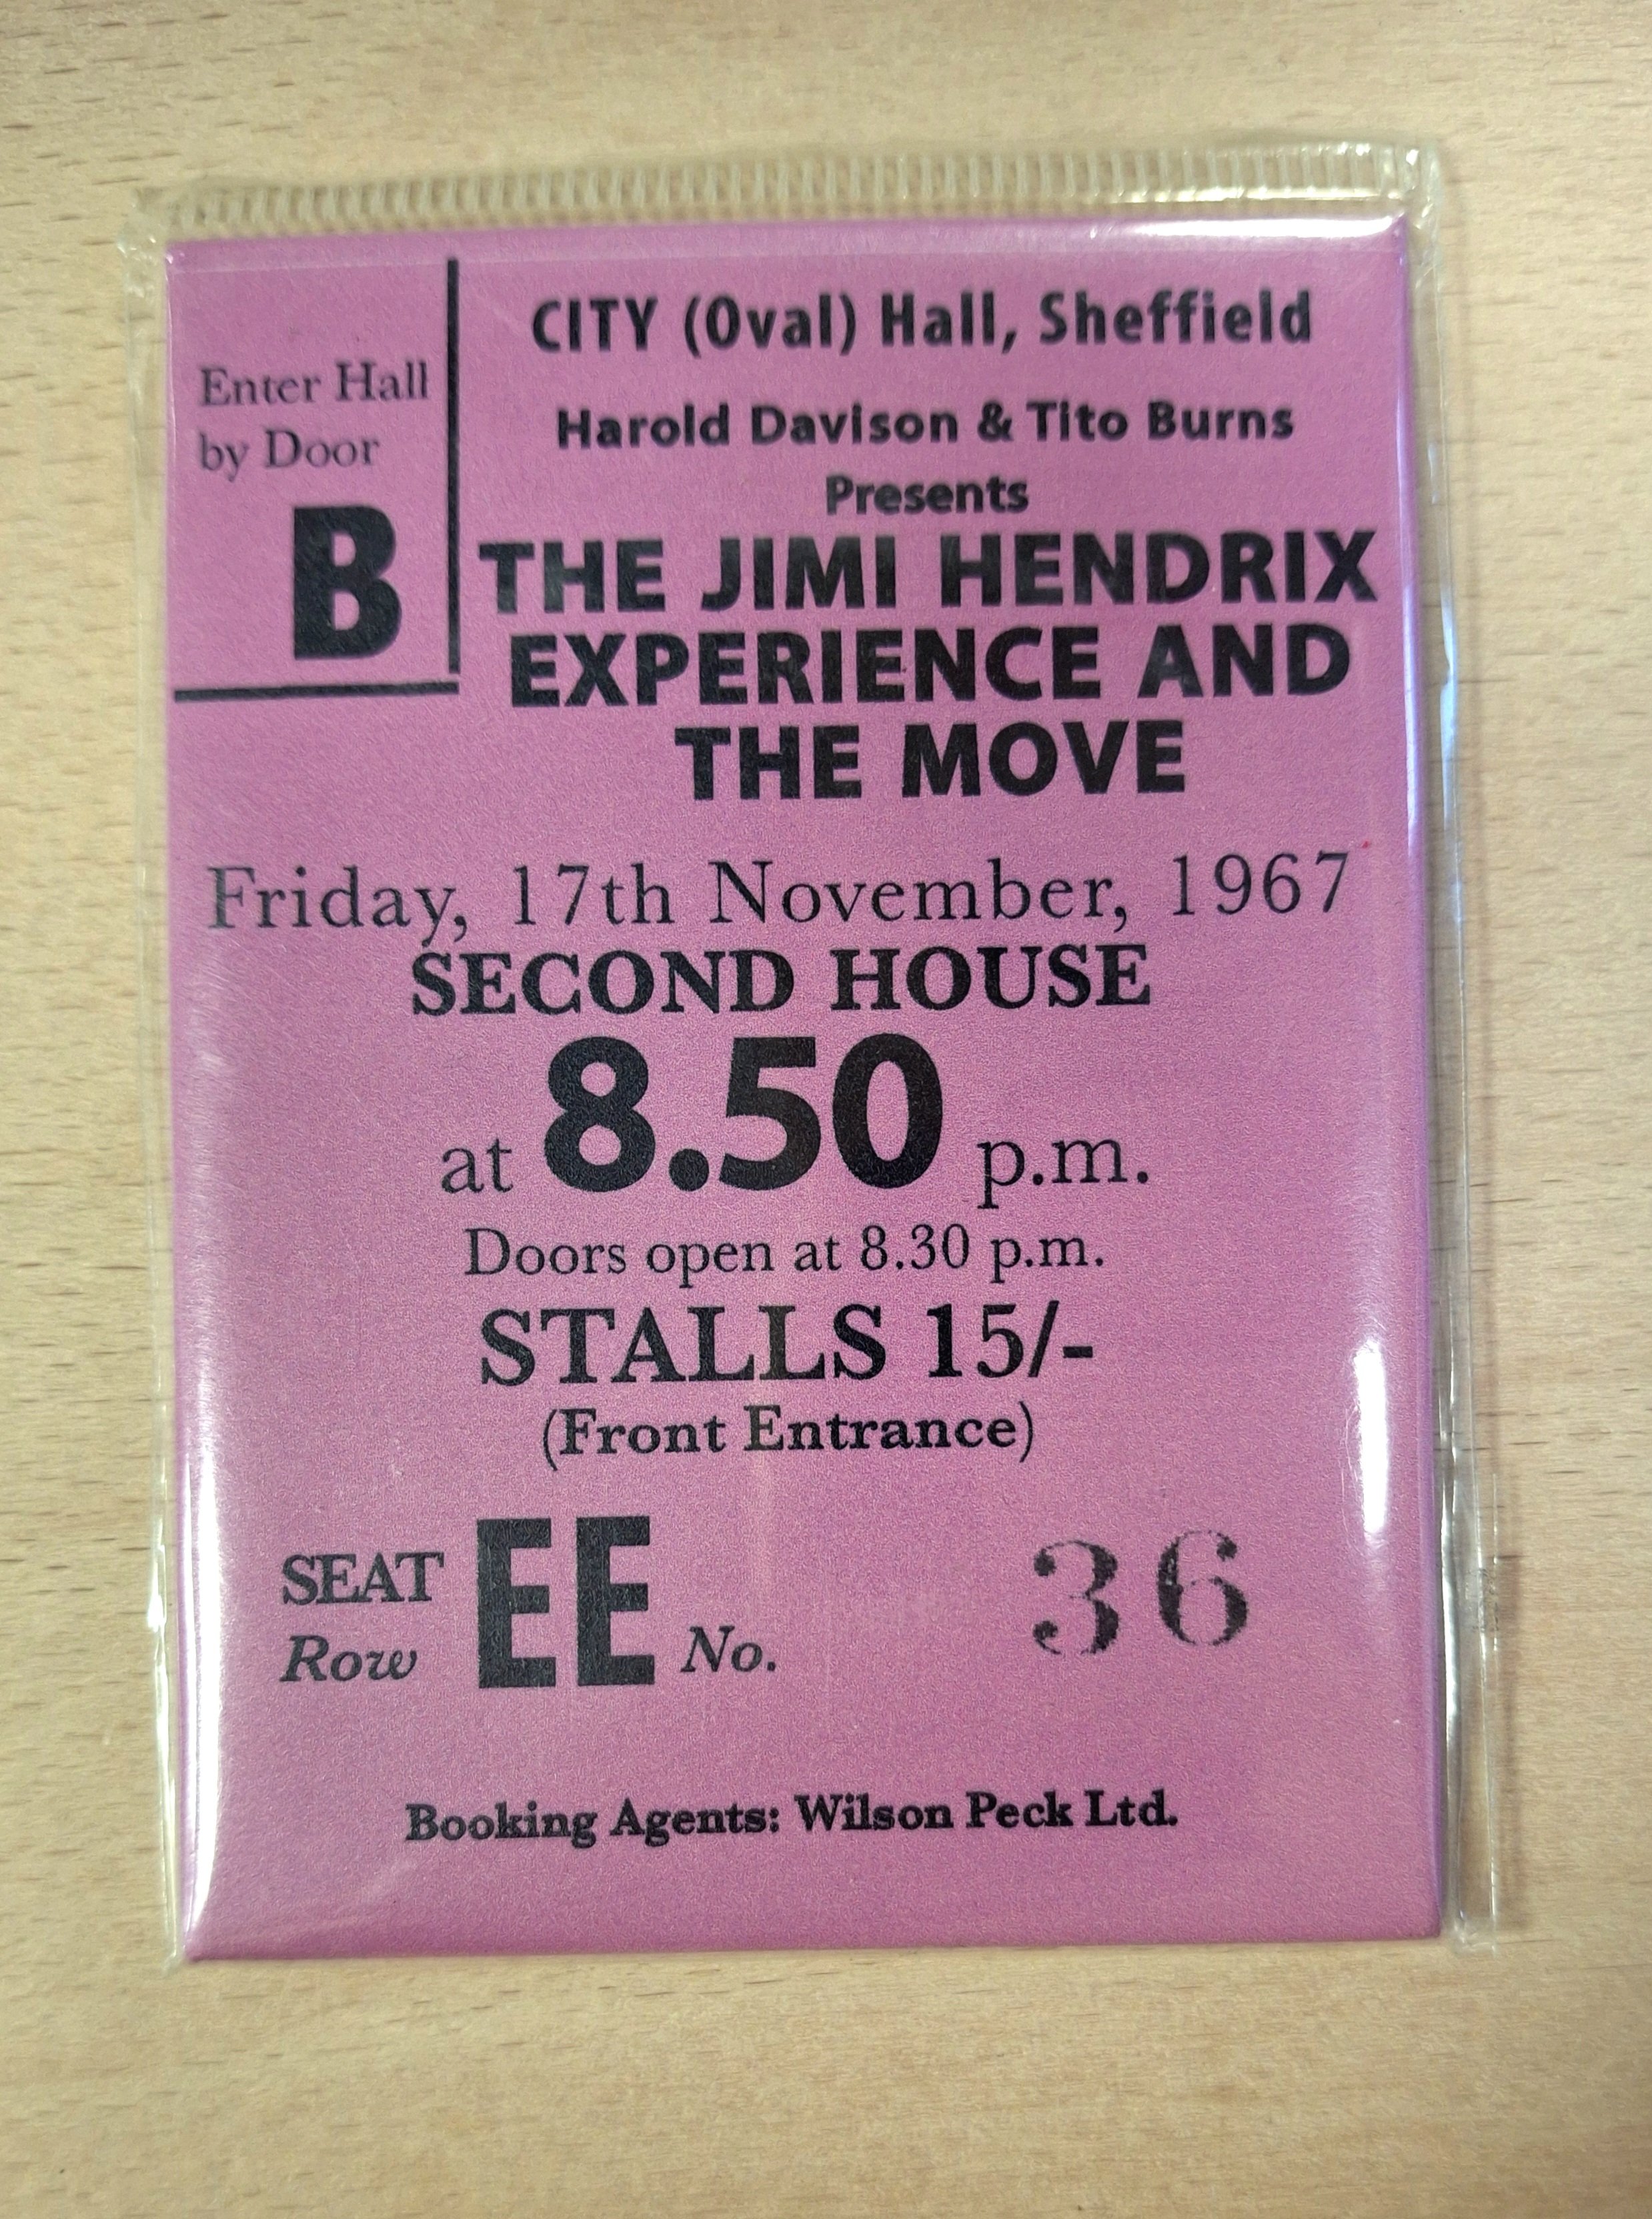 Enter Hall
by Door
B
CITY (Oval) Hall, Sheffield
Harold Davison & Tito Burns
Presents
THE JIMI HENDRIX
EXPERIENCE AND
THE MOVE
Friday, 17th November, 1967
SECOND HOUSE
at 8.50 p.m.
Doors open at 8.30 p.m.
STALLS 15/-
(Front Entrance)
SEAT
Row EE No. 36
Booking Agents: Wilson Peck Ltd.